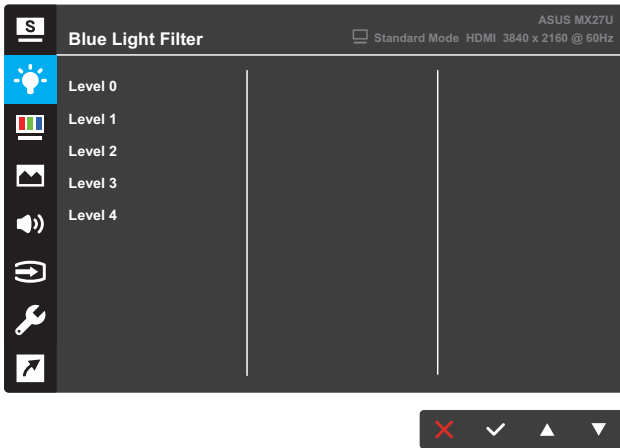 S
ASUS MX27U
Blue Light Filter
Standard Mode HDMI 3840 x 2160 @ 60Hz
Level 0
Level 1
Level 2
Level 3
Level 4